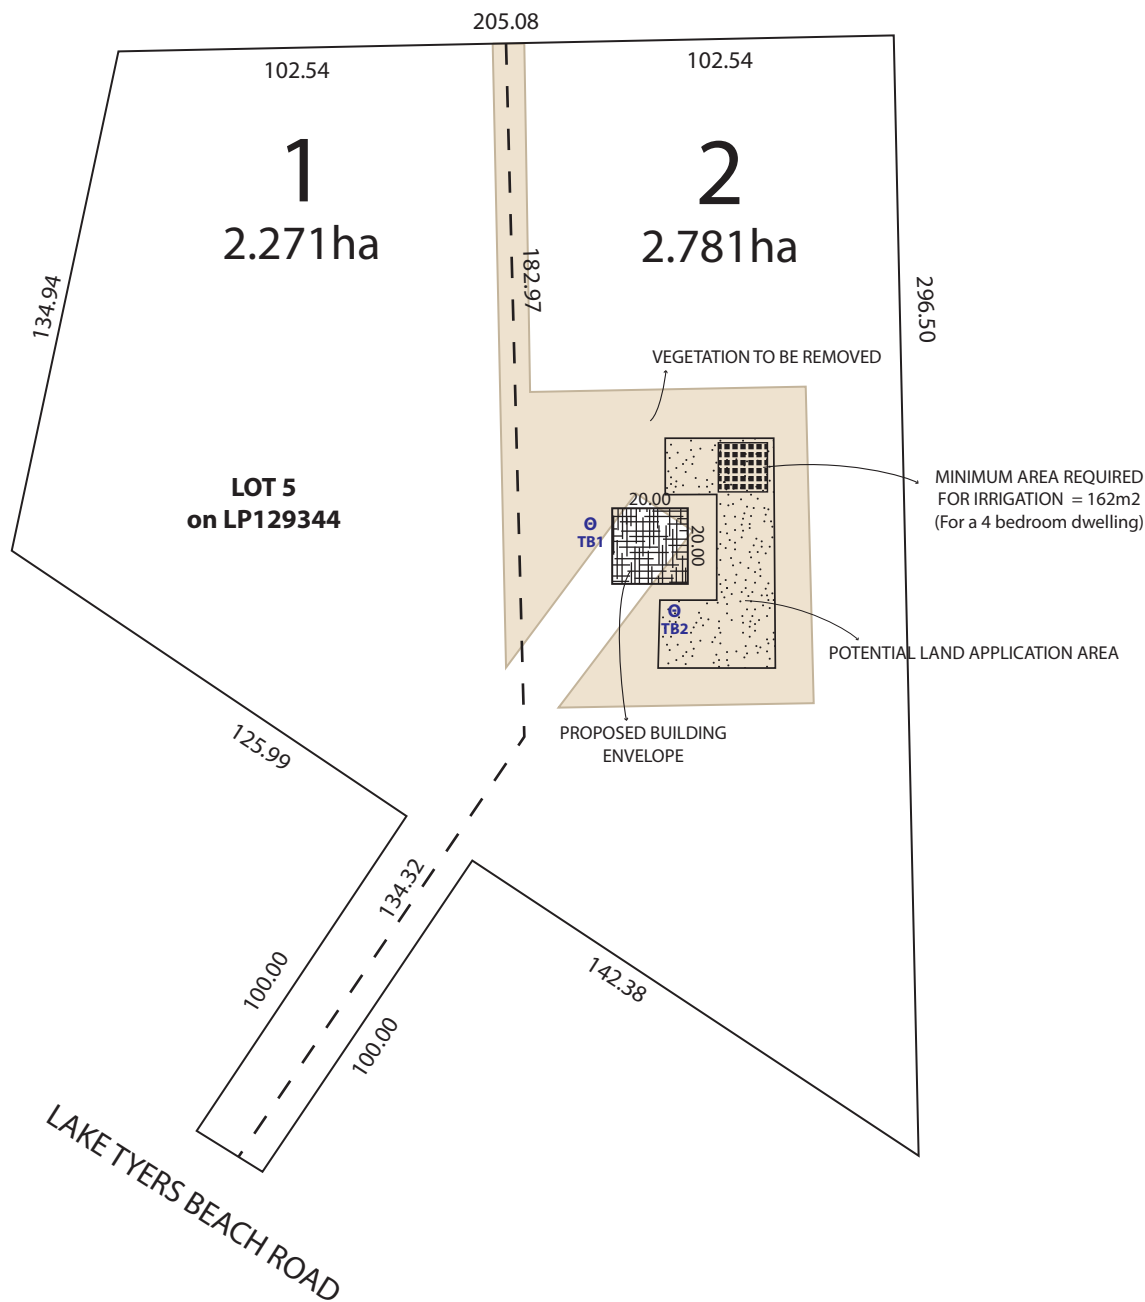 205.08
102.54
102.54
1
2
2.271ha
2.781ha
134.94
182.97
296.50
VEGETATION TO BE REMOVED
LOT 5
on LP129344
MINIMUM AREA REQUIRED
FOR IRRIGATION = 162m2
(For a 4 bedroom dwelling)
20.00
20.00
TB1
TB2
POTENTIAL LAND APPLICATION AREA
PROPOSED BUILDING
ENVELOPE
125.99
134.32
100.00
100.00
142.38
LAKE TYERS BEACH ROAD